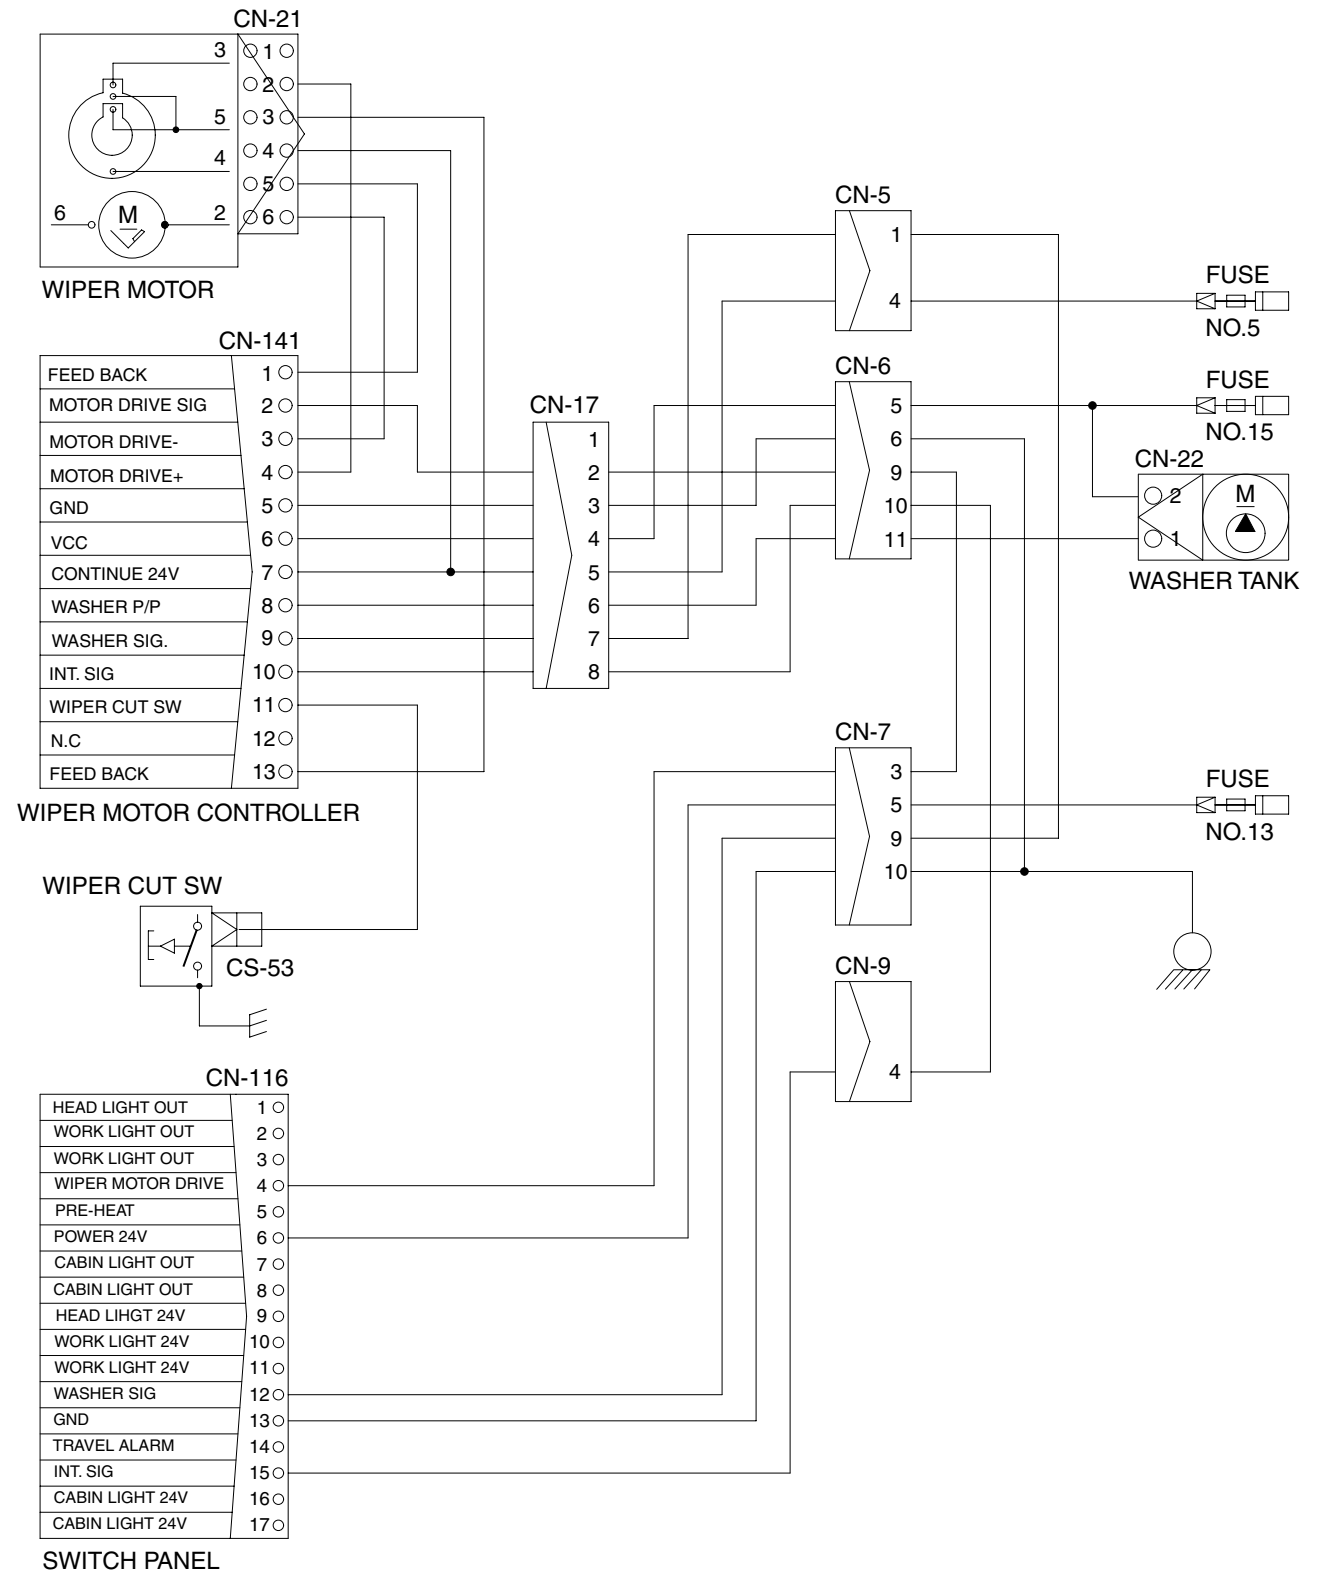 CN-21
3
1
2
5
3
4
4
5
6
M
2
6
WIPER MOTOR
CN-141
FEED BACK 1
MOTOR DRIVE SIG 2
MOTOR DRIVE- 3
MOTOR DRIVE+ 4
GND 5
VCC 6
CONTINUE 24V 7
WASHER P/P 8
WASHER SIG. 9
INT. SIG 10
WIPER CUT SW 11
N.C 12
FEED BACK 13
WIPER MOTOR CONTROLLER
CN-17
1
2
3
4
5
6
7
8
CN-5
1
4
FUSE
NO.5
CN-6
5
6
9
10
11
FUSE
NO.15
CN-22
2
M
1
WASHER TANK
CN-7
3
5
9
10
FUSE
NO.13
CN-9
4
WIPER CUT SW
CS-53
CN-116
HEAD LIGHT OUT 1
WORK LIGHT OUT 2
WORK LIGHT OUT 3
WIPER MOTOR DRIVE 4
PRE-HEAT 5
POWER 24V 6
CABIN LIGHT OUT 7
CABIN LIGHT OUT 8
HEAD LIHGT 24V 9
WORK LIGHT 24V 10
WORK LIGHT 24V 11
WASHER SIG 12
GND 13
TRAVEL ALARM 14
INT. SIG 15
CABIN LIGHT 24V 16
CABIN LIGHT 24V 17
SWITCH PANEL